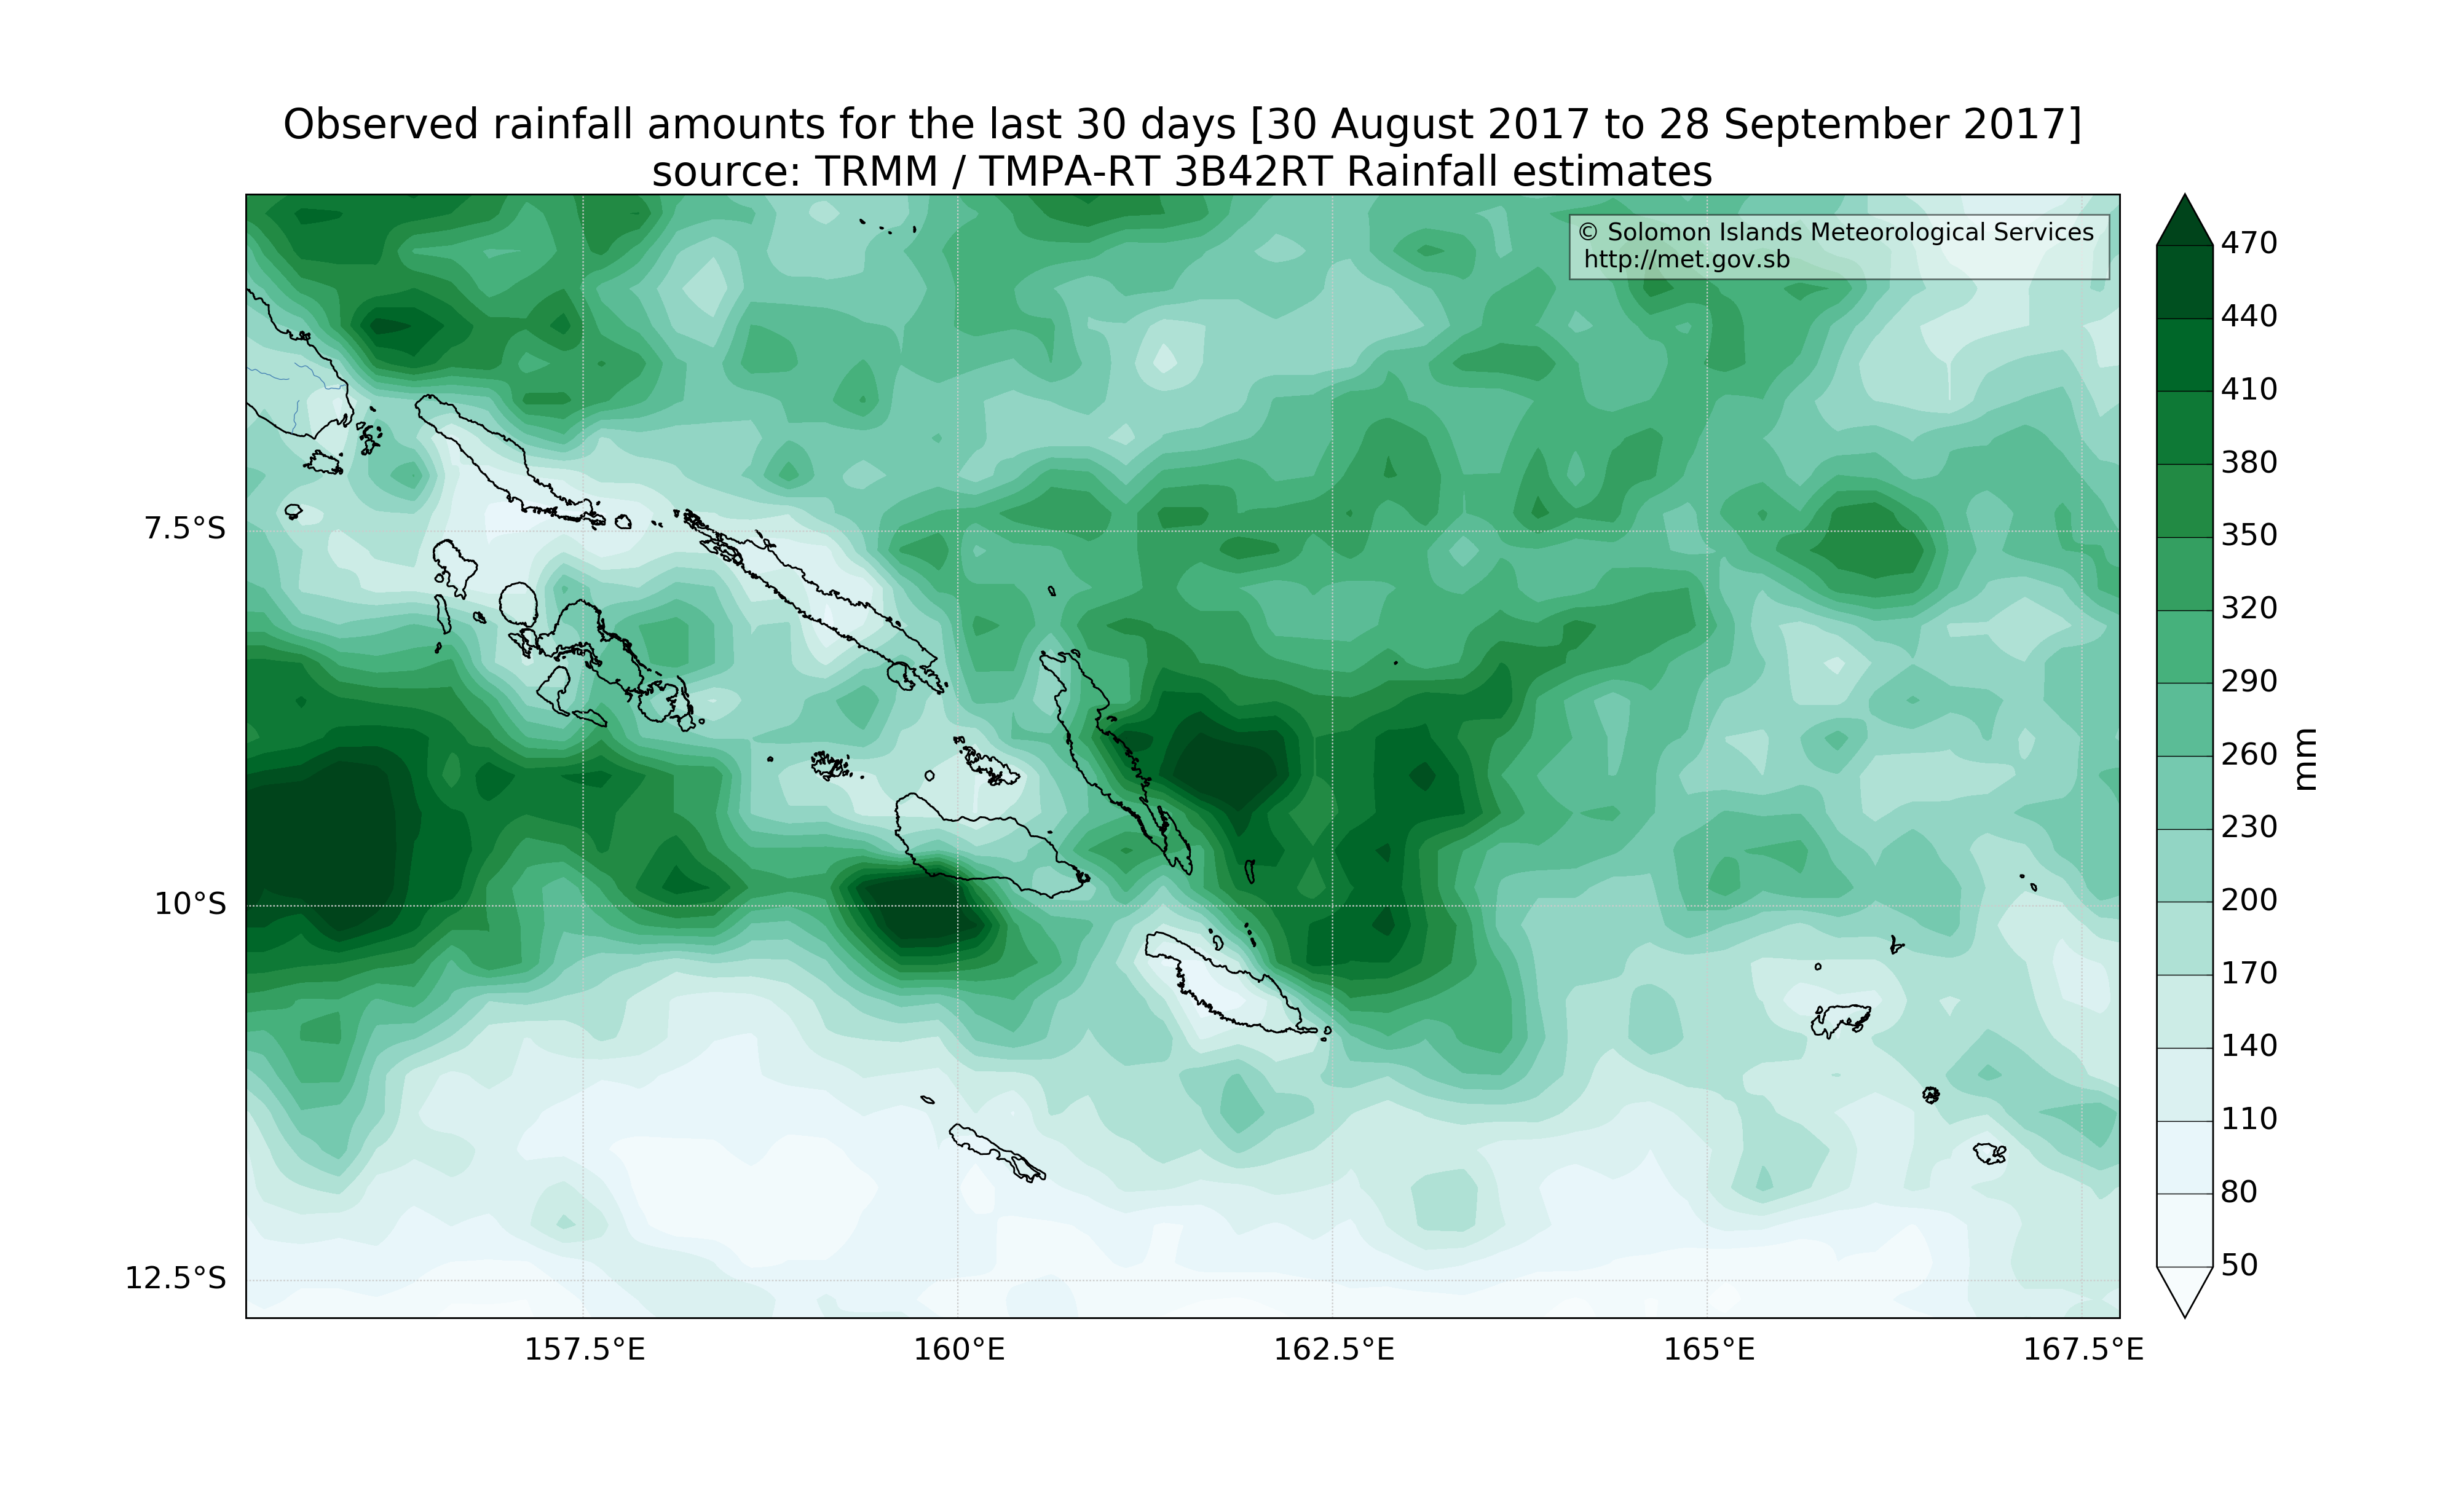 Observed rainfall amounts for the last 30 days [30 August 2017 to 28 September 2017]
source: TRMM / TMPA-RT 3B42RT Rainfall estimates
© Solomon Islands Meteorological Services
http://met.gov.sb
7.5°S
10°S
12.5°S
157.5°E
160°E
162.5°E
165°E
167.5°E
470
440
410
380
350
320
290
260
230
200
170
140
110
80
50
mm